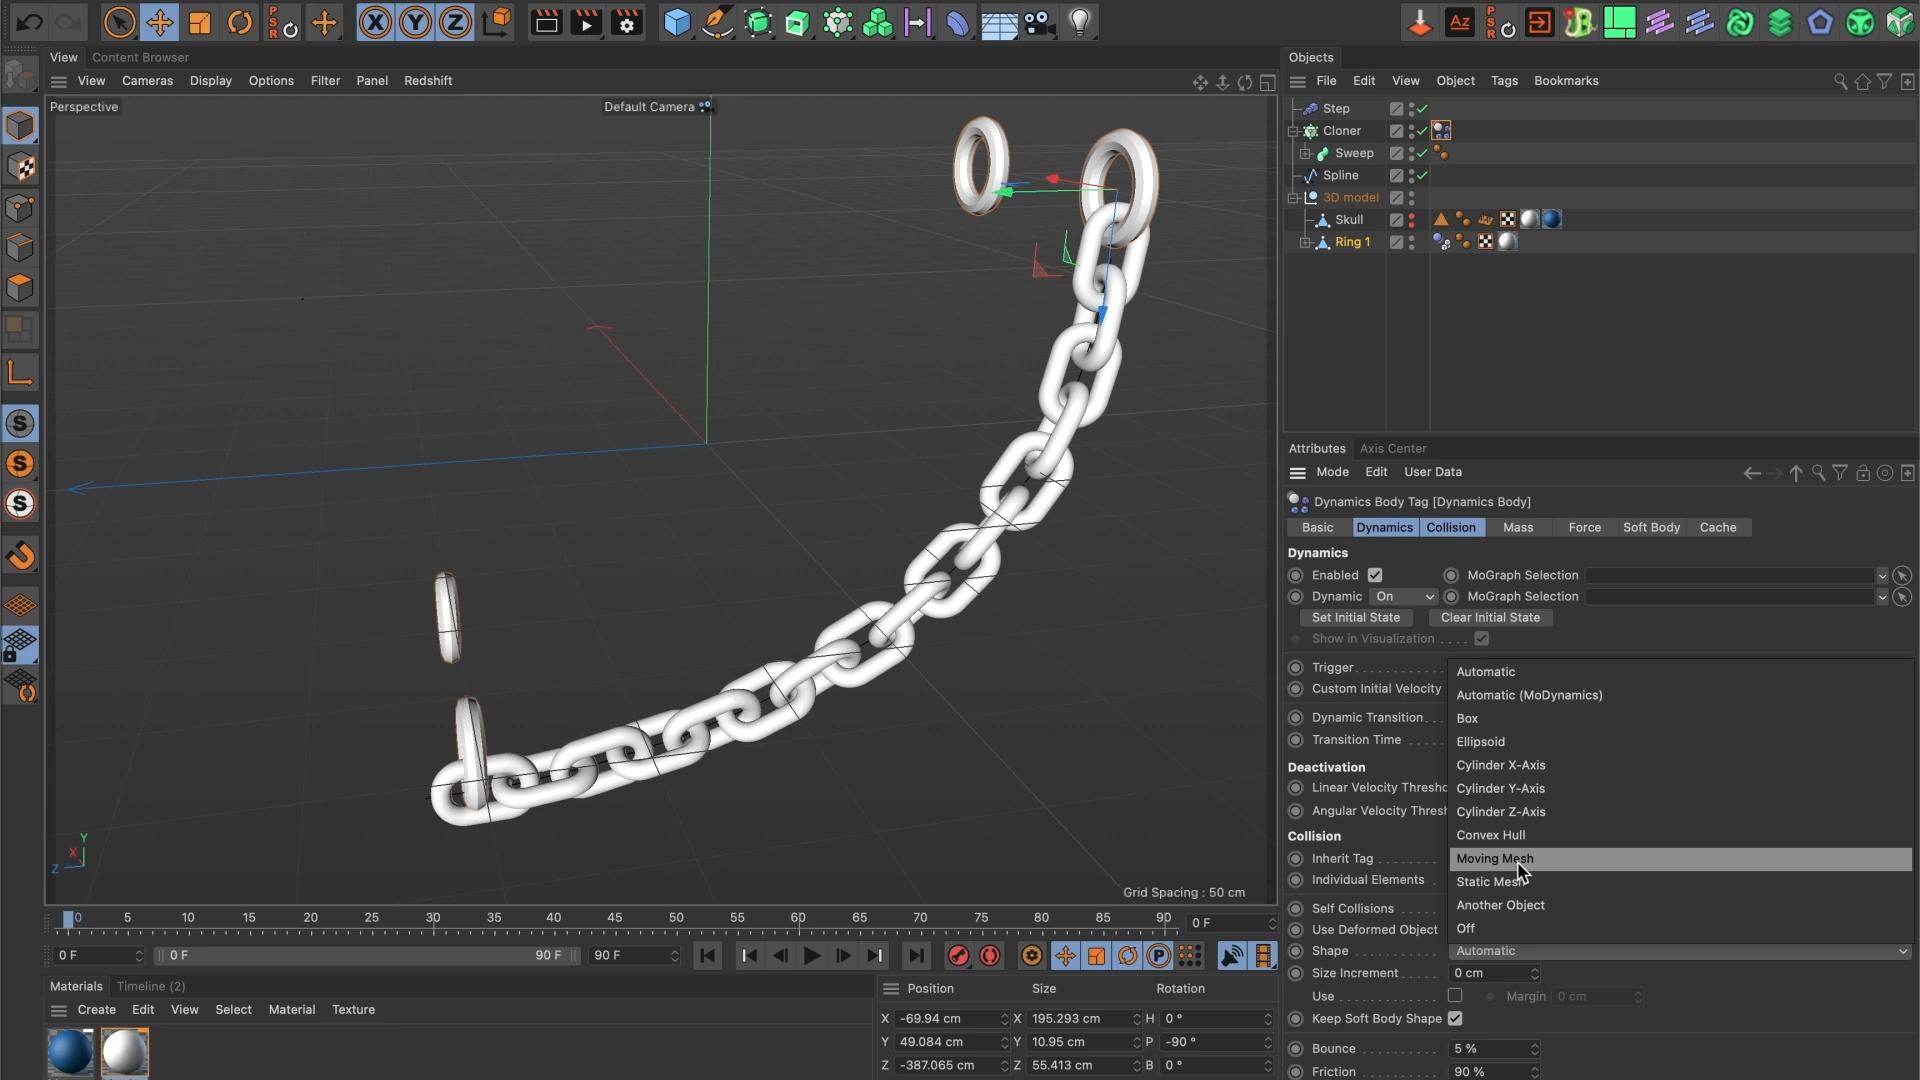 PSR
X Y Z
Az
PSR
View Content Browser
View Cameras Display Options Filter Panel Redshift
Perspective
Default Camera
Grid Spacing : 50 cm
Y
X
Z
S
S
S
Objects
File Edit View Object Tags Bookmarks
Step
Cloner
Sweep
Spline
3D model
Skull
Ring 1
Attributes Axis Center
Mode Edit User Data
Dynamics Body Tag [Dynamics Body]
Basic Dynamics Collision Mass Force Soft Body Cache
Dynamics
Enabled MoGraph Selection
Dynamic On MoGraph Selection
Set Initial State Clear Initial State
Show in Visualization . . . .
Trigger
Custom Initial Velocity
Dynamic Transition
Transition Time
Deactivation
Linear Velocity Thresho
Angular Velocity Thresh
Collision
Inherit Tag
Individual Elements
Self Collisions
Use Deformed Object
Shape
Automatic
Automatic (MoDynamics)
Box
Ellipsoid
Cylinder X-Axis
Cylinder Y-Axis
Cylinder Z-Axis
Convex Hull
Moving Mesh
Static Mesh
Another Object
Off
Automatic
Size Increment 0 cm
Use Margin 0 cm
Keep Soft Body Shape
Bounce 5 %
Friction 90 %
0 5 10 15 20 25 30 35 40 45 50 55 60 65 70 75 80 85 90 0 F
0 F 0 F 90 F 90 F
P
Materials Timeline (2)
Create Edit View Select Material Texture
Position Size Rotation
X -69.94 cm X 195.293 cm H 0 °
Y 49.084 cm Y 10.95 cm P -90 °
Z -387.065 cm Z 55.413 cm B 0 °